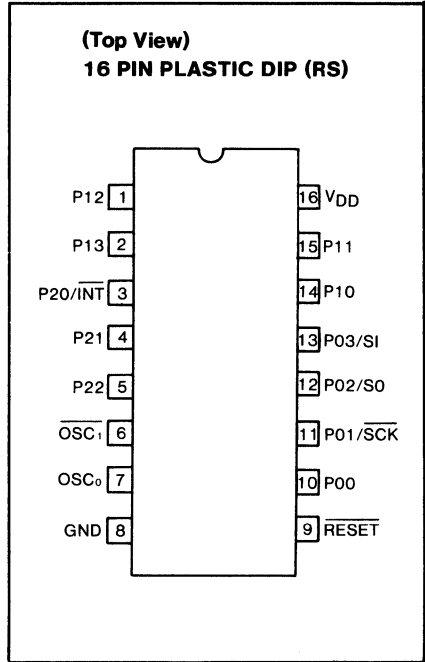 (Top View)
16 PIN PLASTIC DIP (RS)
P12 1
16 VDD
P13 2
15 P11
P20/INT 3
14 P10
P21 4
13 P03/SI
P22 5
12 P02/SO
OSC₁ 6
11 P01/SCK
OSC₀ 7
10 P00
GND 8
9 RESET